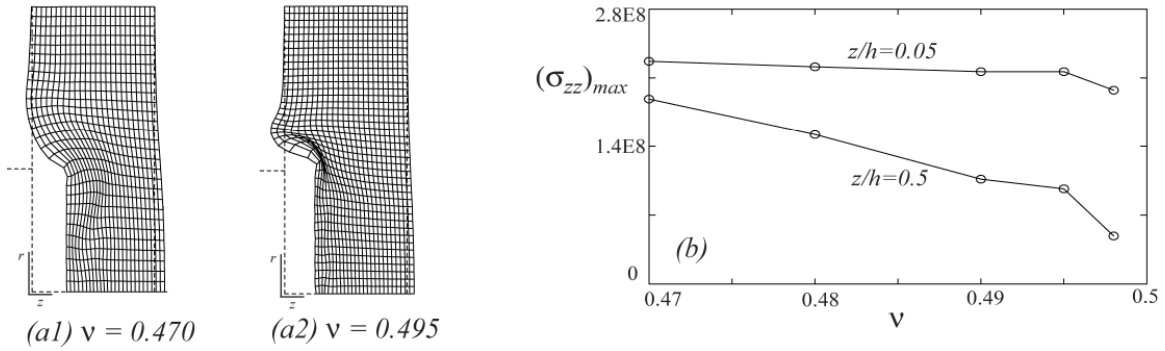 r
z
(a1) ν = 0.470
r
z
(a2) ν = 0.495
2.8E8
(σzz)max
1.4E8
0
z/h=0.05
z/h=0.5
(b)
0.47
0.48
0.49
0.5
ν